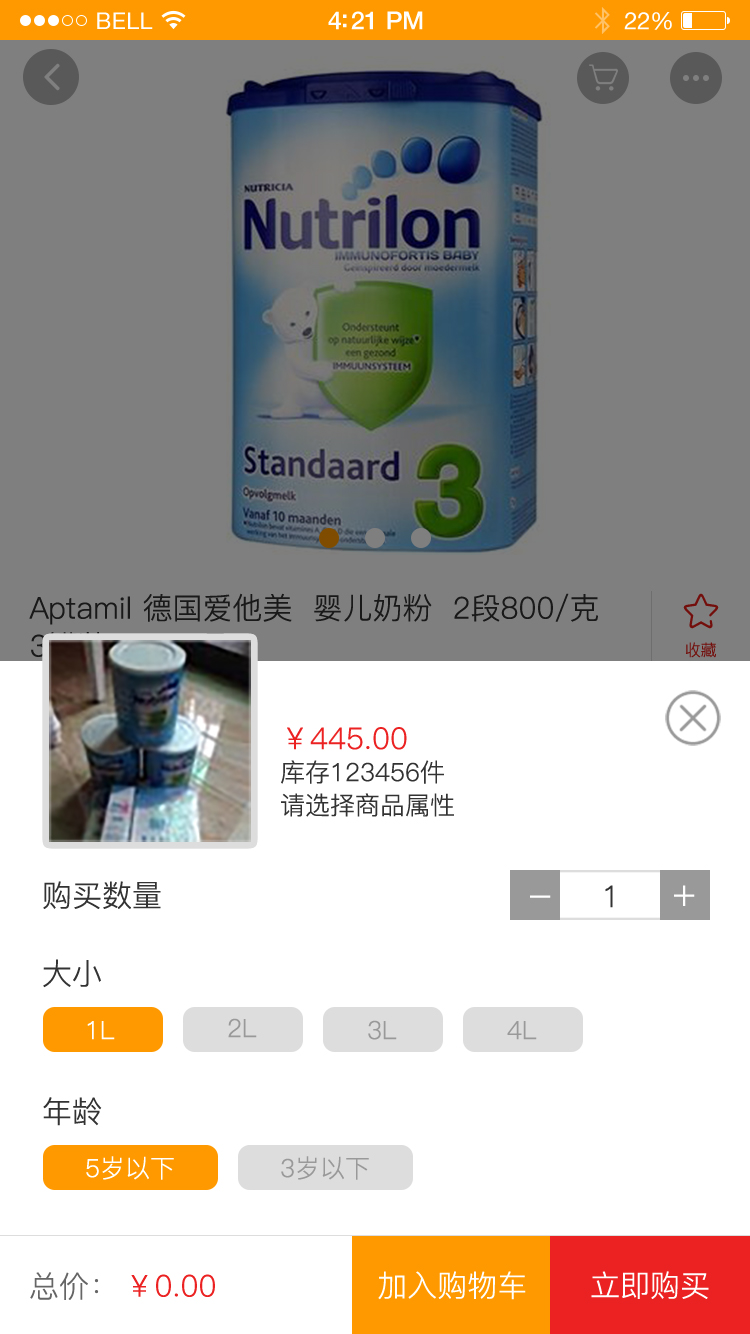 BELL 4:21 PM 22%
NUTRICIA
Nutrilon
IMMUNOFORTIS BABY
Geïnspireerd door moedermelk
Ondersteunt
op natuurlijke wijze*
een gezond
IMMUUNSYSTEEM
Standaard 3
Opvolgmelk
Vanaf 10 maanden
Aptamil 德国爱他美 婴儿奶粉 2段800/克
收藏
¥445.00
库存123456件
请选择商品属性
购买数量 1
大小
1L 2L 3L 4L
年龄
5岁以下 3岁以下
总价: ¥0.00 加入购物车 立即购买